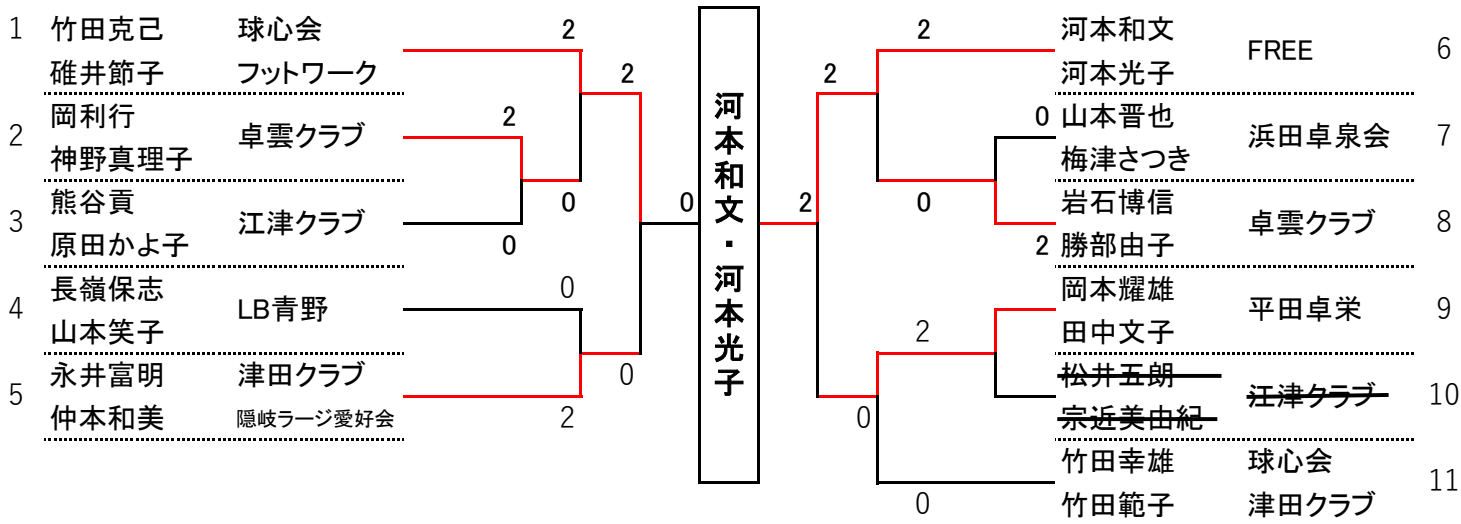 1 竹田克己 球心会
碓井節子 フットワーク
2 岡利行 卓雲クラブ
神野真理子
3 熊谷貢 江津クラブ
原田かよ子
4 長嶺保志 LB青野
山本笑子
5 永井富明 津田クラブ
仲本和美 隠岐ラージ愛好会
2
2
2
0
0
0
0
2
0
河本和文・河本光子
2
2
2
0
0
2
2
0
0
河本和文 FREE 6
河本光子
山本晋也 浜田卓泉会 7
梅津さつき
岩石博信 卓雲クラブ 8
勝部由子
岡本耀雄 平田卓栄 9
田中文子
松井五朗 江津クラブ 10
宗近美由紀
竹田幸雄 球心会 11
竹田範子 津田クラブ